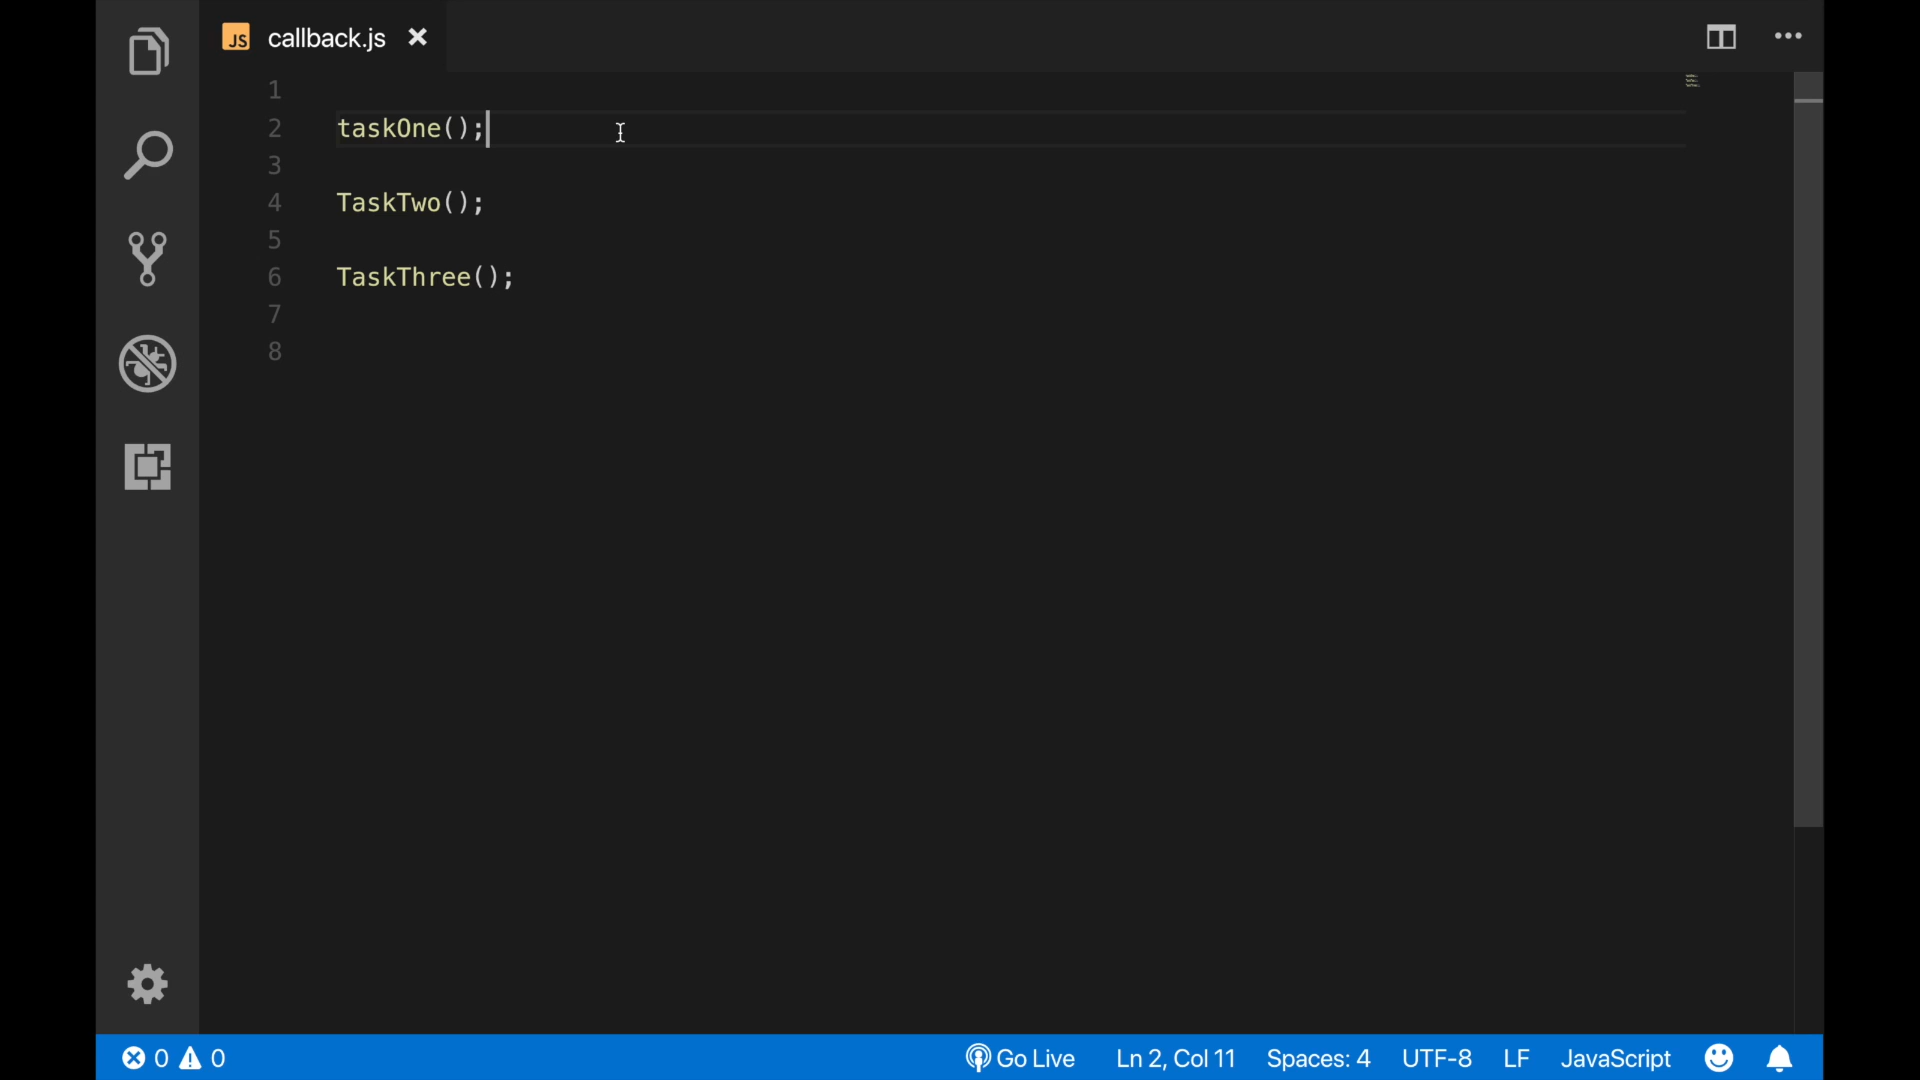 JS callback.js
1
2 taskOne();
3
4 TaskTwo();
5
6 TaskThree();
7
8
0 0 Go Live Ln 2, Col 11 Spaces: 4 UTF-8 LF JavaScript